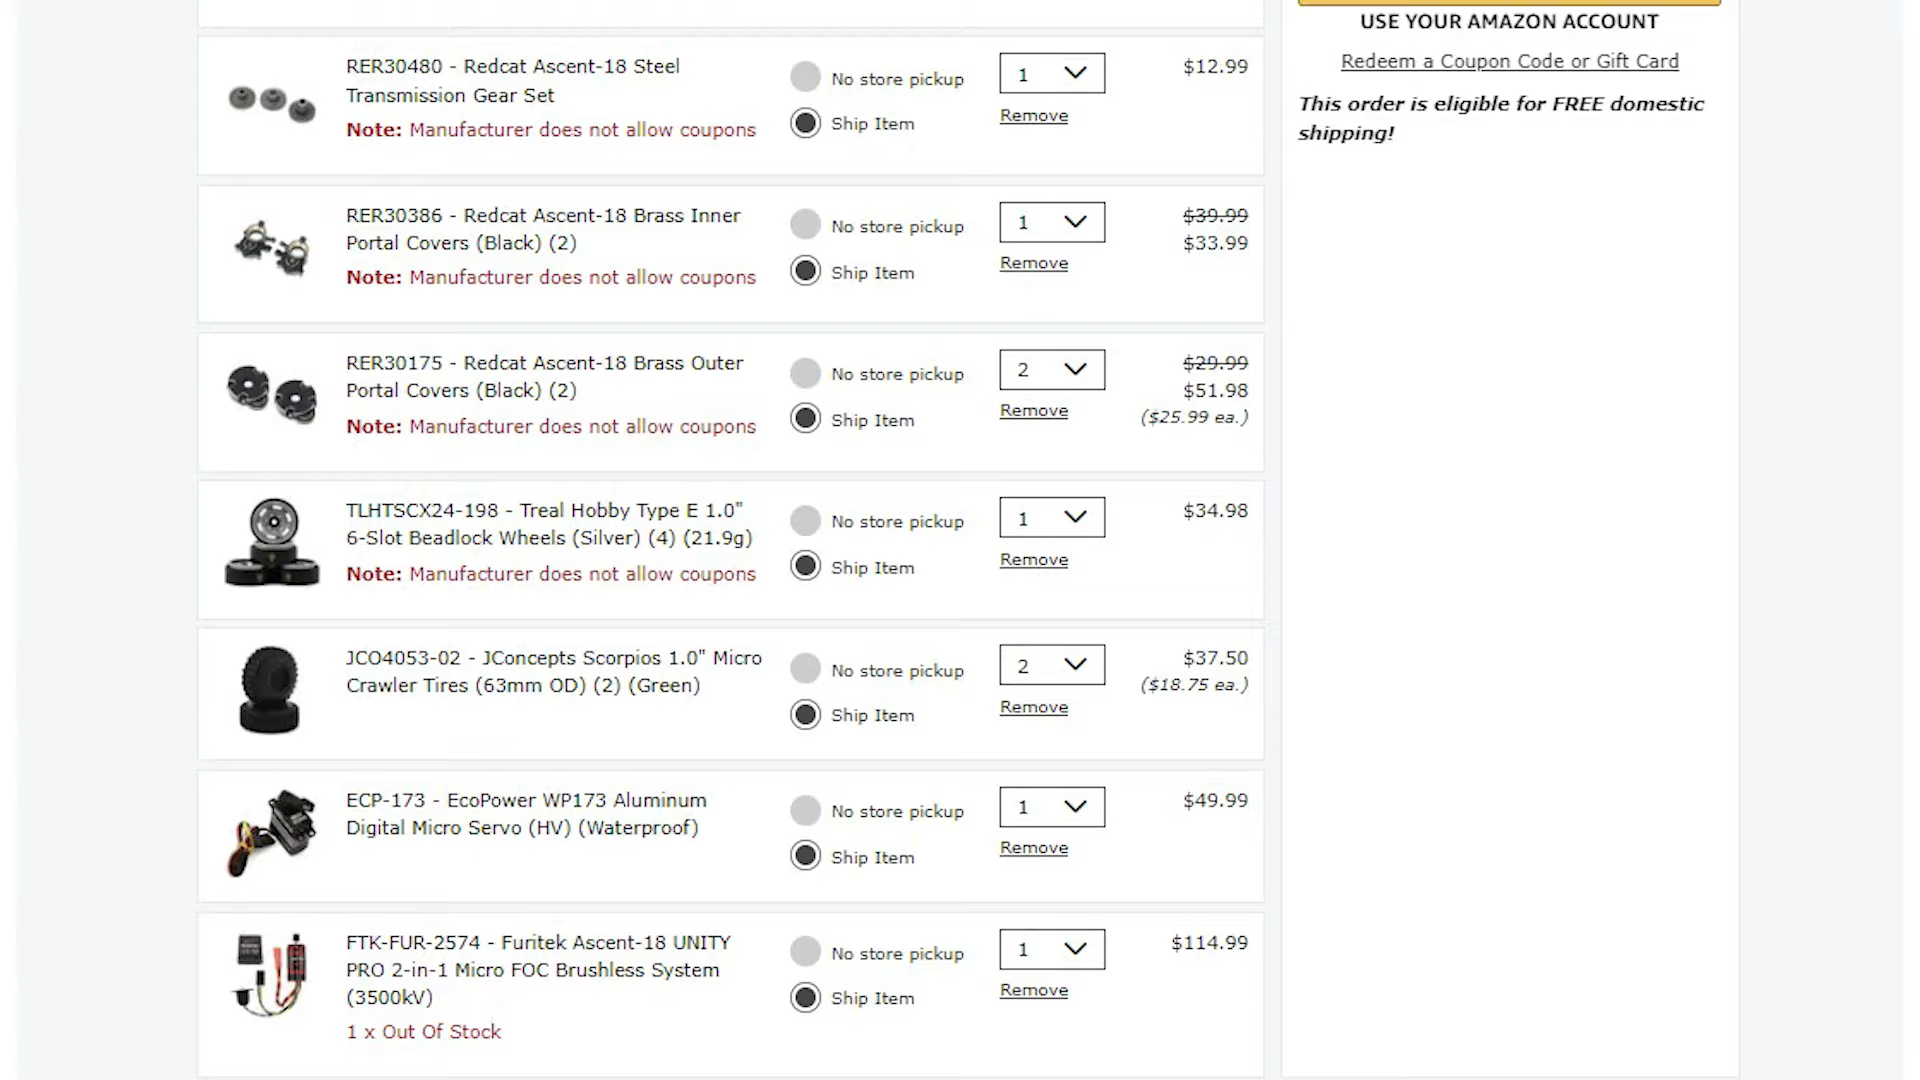 USE YOUR AMAZON ACCOUNT
Redeem a Coupon Code or Gift Card
This order is eligible for FREE domestic
shipping!
RER30480 - Redcat Ascent-18 Steel
Transmission Gear Set
Note: Manufacturer does not allow coupons
No store pickup
Ship Item
1
Remove
$12.99
RER30386 - Redcat Ascent-18 Brass Inner
Portal Covers (Black) (2)
Note: Manufacturer does not allow coupons
No store pickup
Ship Item
1
Remove
$39.99
$33.99
RER30175 - Redcat Ascent-18 Brass Outer
Portal Covers (Black) (2)
Note: Manufacturer does not allow coupons
No store pickup
Ship Item
2
Remove
$29.99
$51.98
($25.99 ea.)
TLHTSCX24-198 - Treal Hobby Type E 1.0"
6-Slot Beadlock Wheels (Silver) (4) (21.9g)
Note: Manufacturer does not allow coupons
No store pickup
Ship Item
1
Remove
$34.98
JCO4053-02 - JConcepts Scorpios 1.0" Micro
Crawler Tires (63mm OD) (2) (Green)
No store pickup
Ship Item
2
Remove
$37.50
($18.75 ea.)
ECP-173 - EcoPower WP173 Aluminum
Digital Micro Servo (HV) (Waterproof)
No store pickup
Ship Item
1
Remove
$49.99
FTK-FUR-2574 - Furitek Ascent-18 UNITY
PRO 2-in-1 Micro FOC Brushless System
(3500kV)
1 x Out Of Stock
No store pickup
Ship Item
1
Remove
$114.99